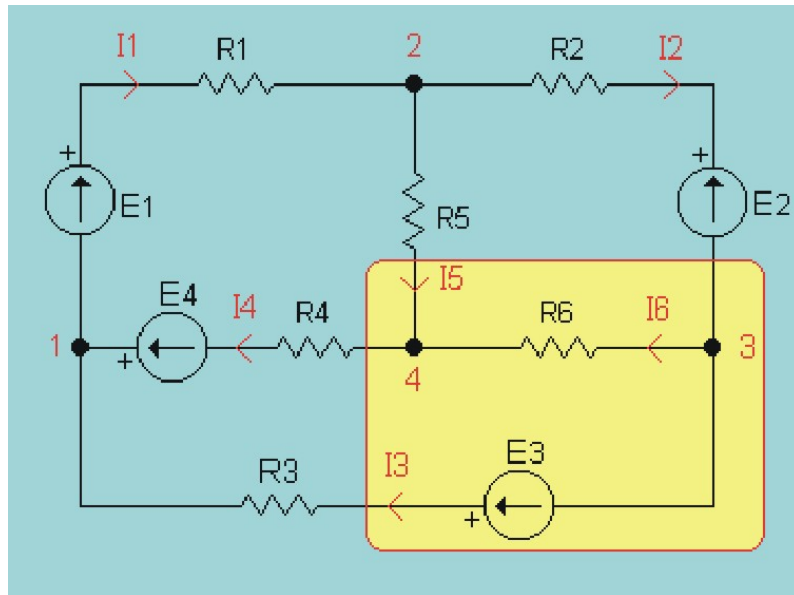 I1 R1 2 R2 I2
+ E1 + E2
R5
I5
E4 I4 R4 R6 I6
1 + 4 3
R3 I3 E3
+